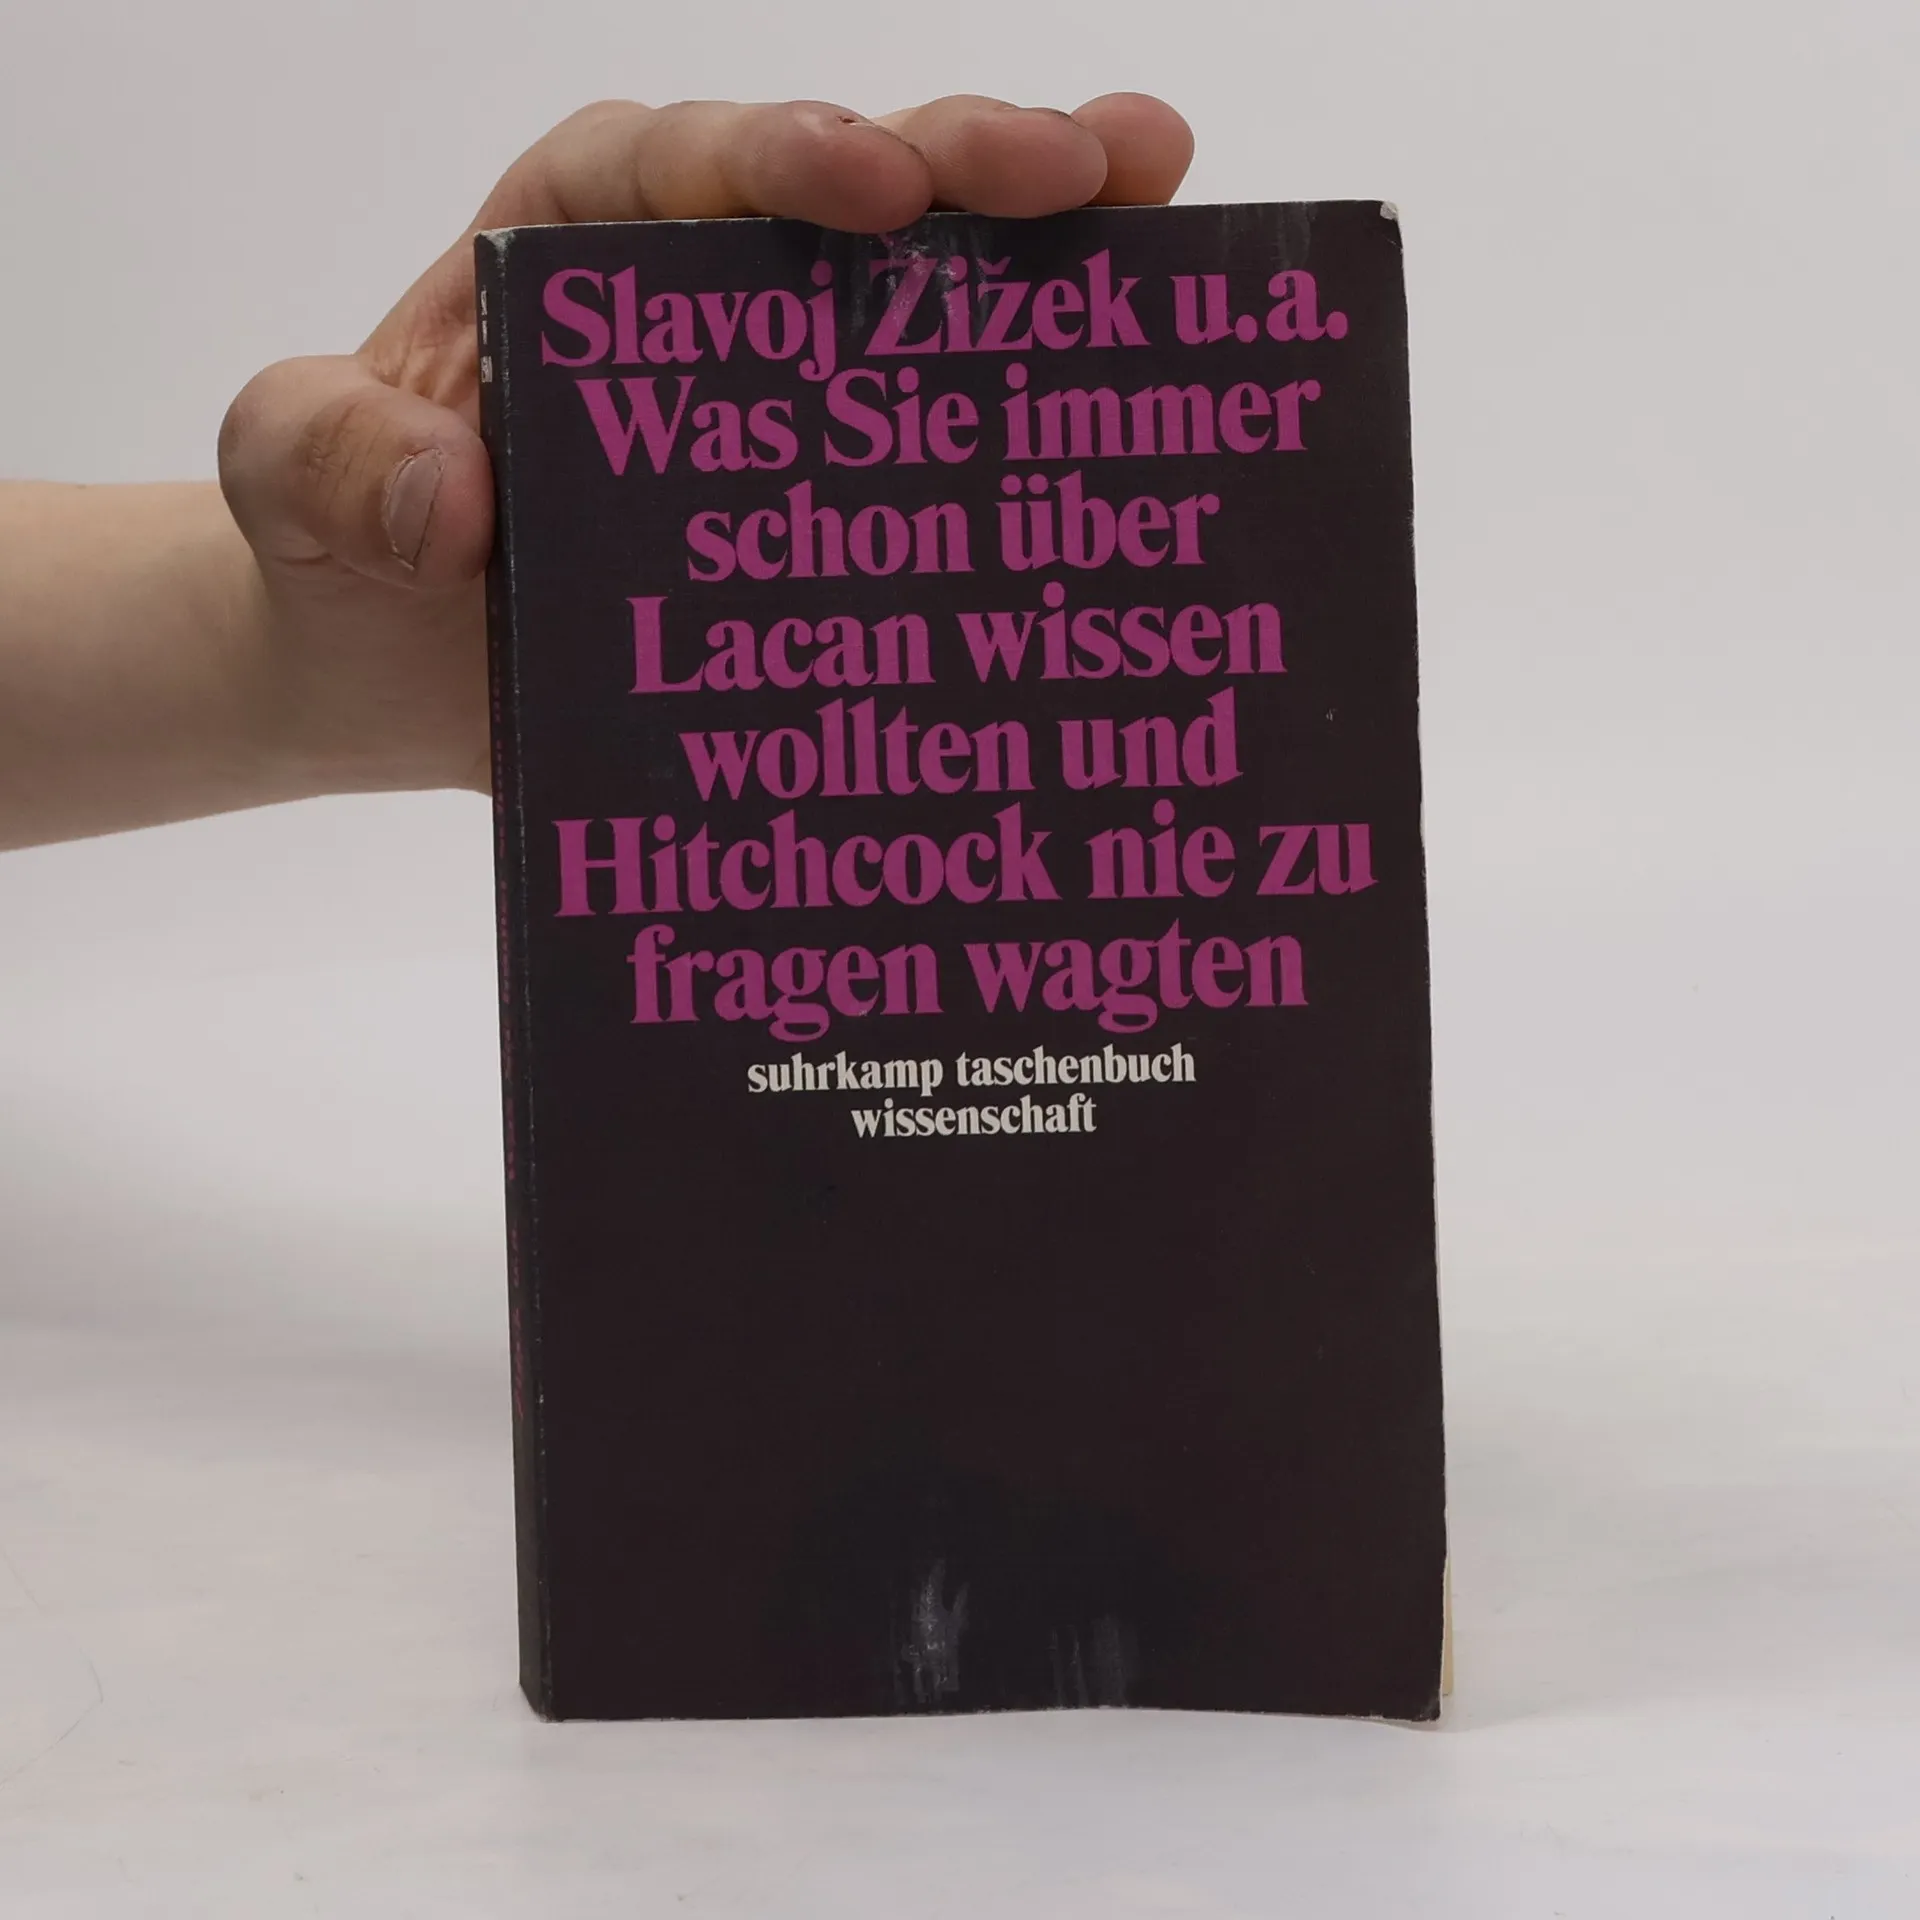 Slavoj Žižek u. a.
Was Sie immer
schon über
Lacan wissen
wollten und
Hitchcock nie zu
fragen wagten
suhrkamp taschenbuch
wissenschaft